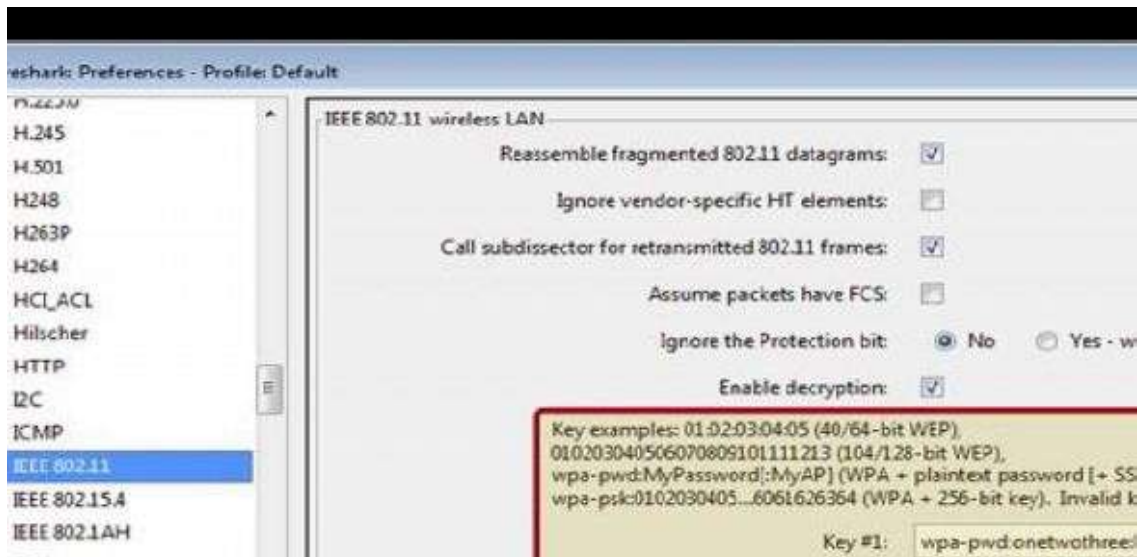 eshark: Preferences - Profile: Default
H.225.0
H.245
H.501
H248
H263P
H264
HCI_ACL
Hilscher
HTTP
I2C
ICMP
IEEE 802.11
IEEE 802.15.4
IEEE 802.1AH
IEEE 802.11 wireless LAN
Reassemble fragmented 802.11 datagrams:
Ignore vendor-specific HT elements:
Call subdissector for retransmitted 802.11 frames:
Assume packets have FCS:
Ignore the Protection bit: No Yes - w
Enable decryption:
Key examples: 01:02:03:04:05 (40/64-bit WEP),
010203040506070809101111213 (104/128-bit WEP),
wpa-pwd:MyPassword[:MyAP] (WPA + plaintext password [+ SS
wpa-psk:0102030405...6061626364 (WPA + 256-bit key). Invalid k
Key #1: wpa-pwd:onetwothree: